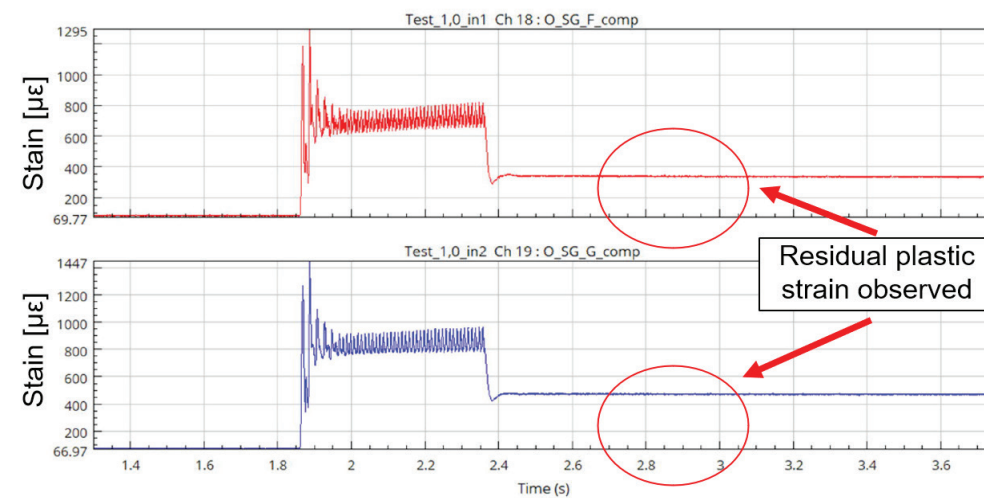 Test_1,0_in1 Ch 18 : O_SG_F_comp
Stain [µε]
1295
1000
800
600
400
200
69.77
Test_1,0_in2 Ch 19 : O_SG_G_comp
Stain [µε]
1447
1200
1000
800
600
400
200
66.97
Residual plastic
strain observed
1.4 1.6 1.8 2 2.2 2.4 2.6 2.8 3 3.2 3.4 3.6
Time (s)